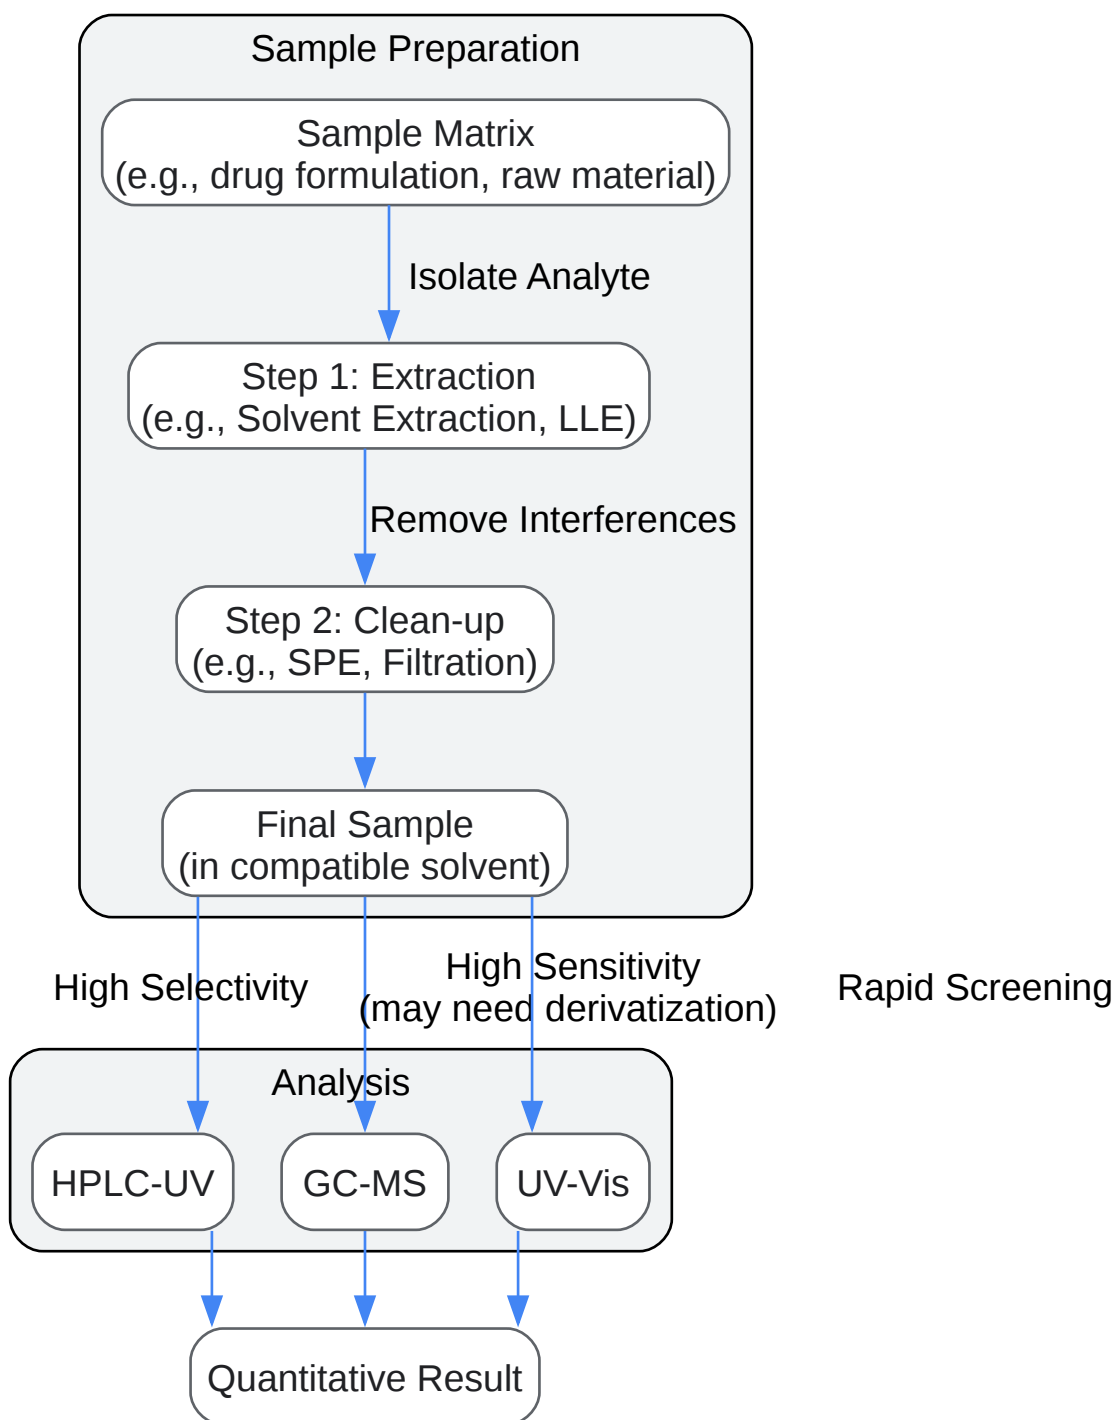 Sample Preparation
Sample Matrix
(e.g., drug formulation, raw material)
Isolate Analyte
Step 1: Extraction
(e.g., Solvent Extraction, LLE)
Remove Interferences
Step 2: Clean-up
(e.g., SPE, Filtration)
Final Sample
(in compatible solvent)
High Selectivity
High Sensitivity
(may need derivatization)
Rapid Screening
Analysis
HPLC-UV
GC-MS
UV-Vis
Quantitative Result